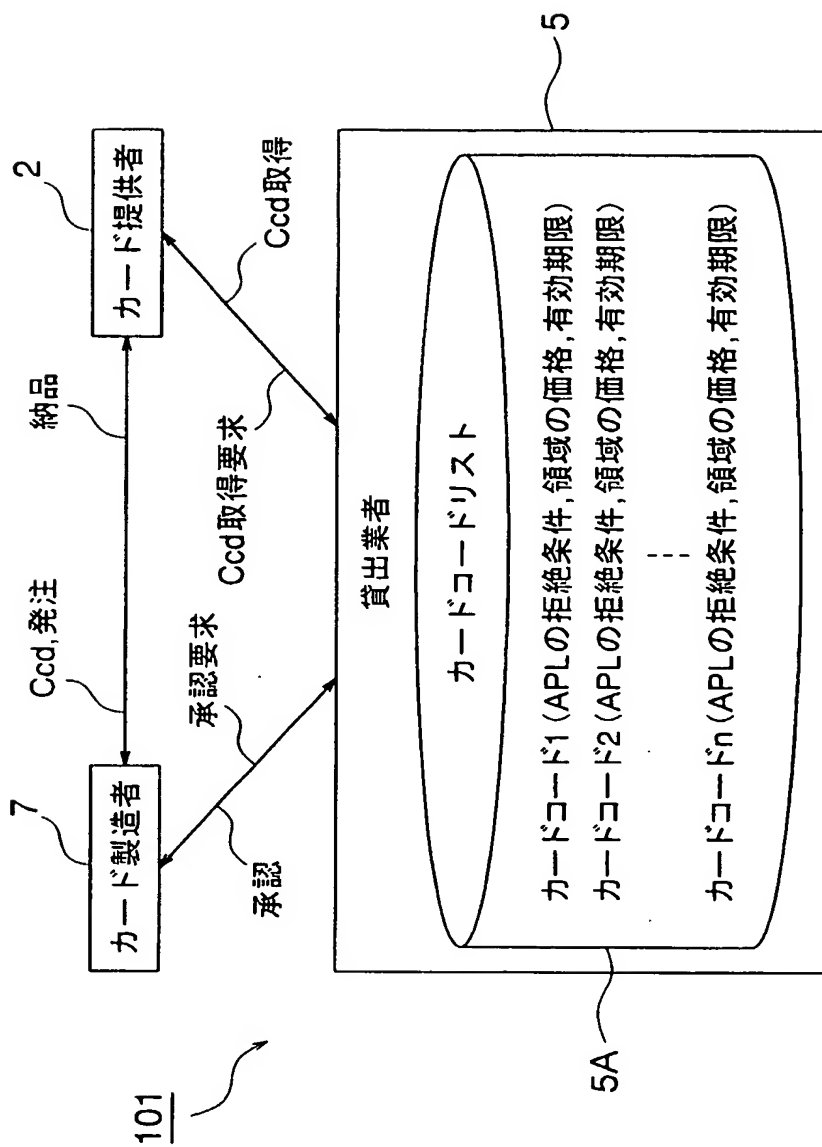 101
7
カード製造者
Ccd,発注
納品
2
カード提供者
承認
承認要求
Ccd取得要求
Ccd取得
貸出業者
5
カードコードリスト
カードコード1(APLの拒絶条件,領域の価格,有効期限)
カードコード2(APLの拒絶条件,領域の価格,有効期限)
カードコードn(APLの拒絶条件,領域の価格,有効期限)
5A